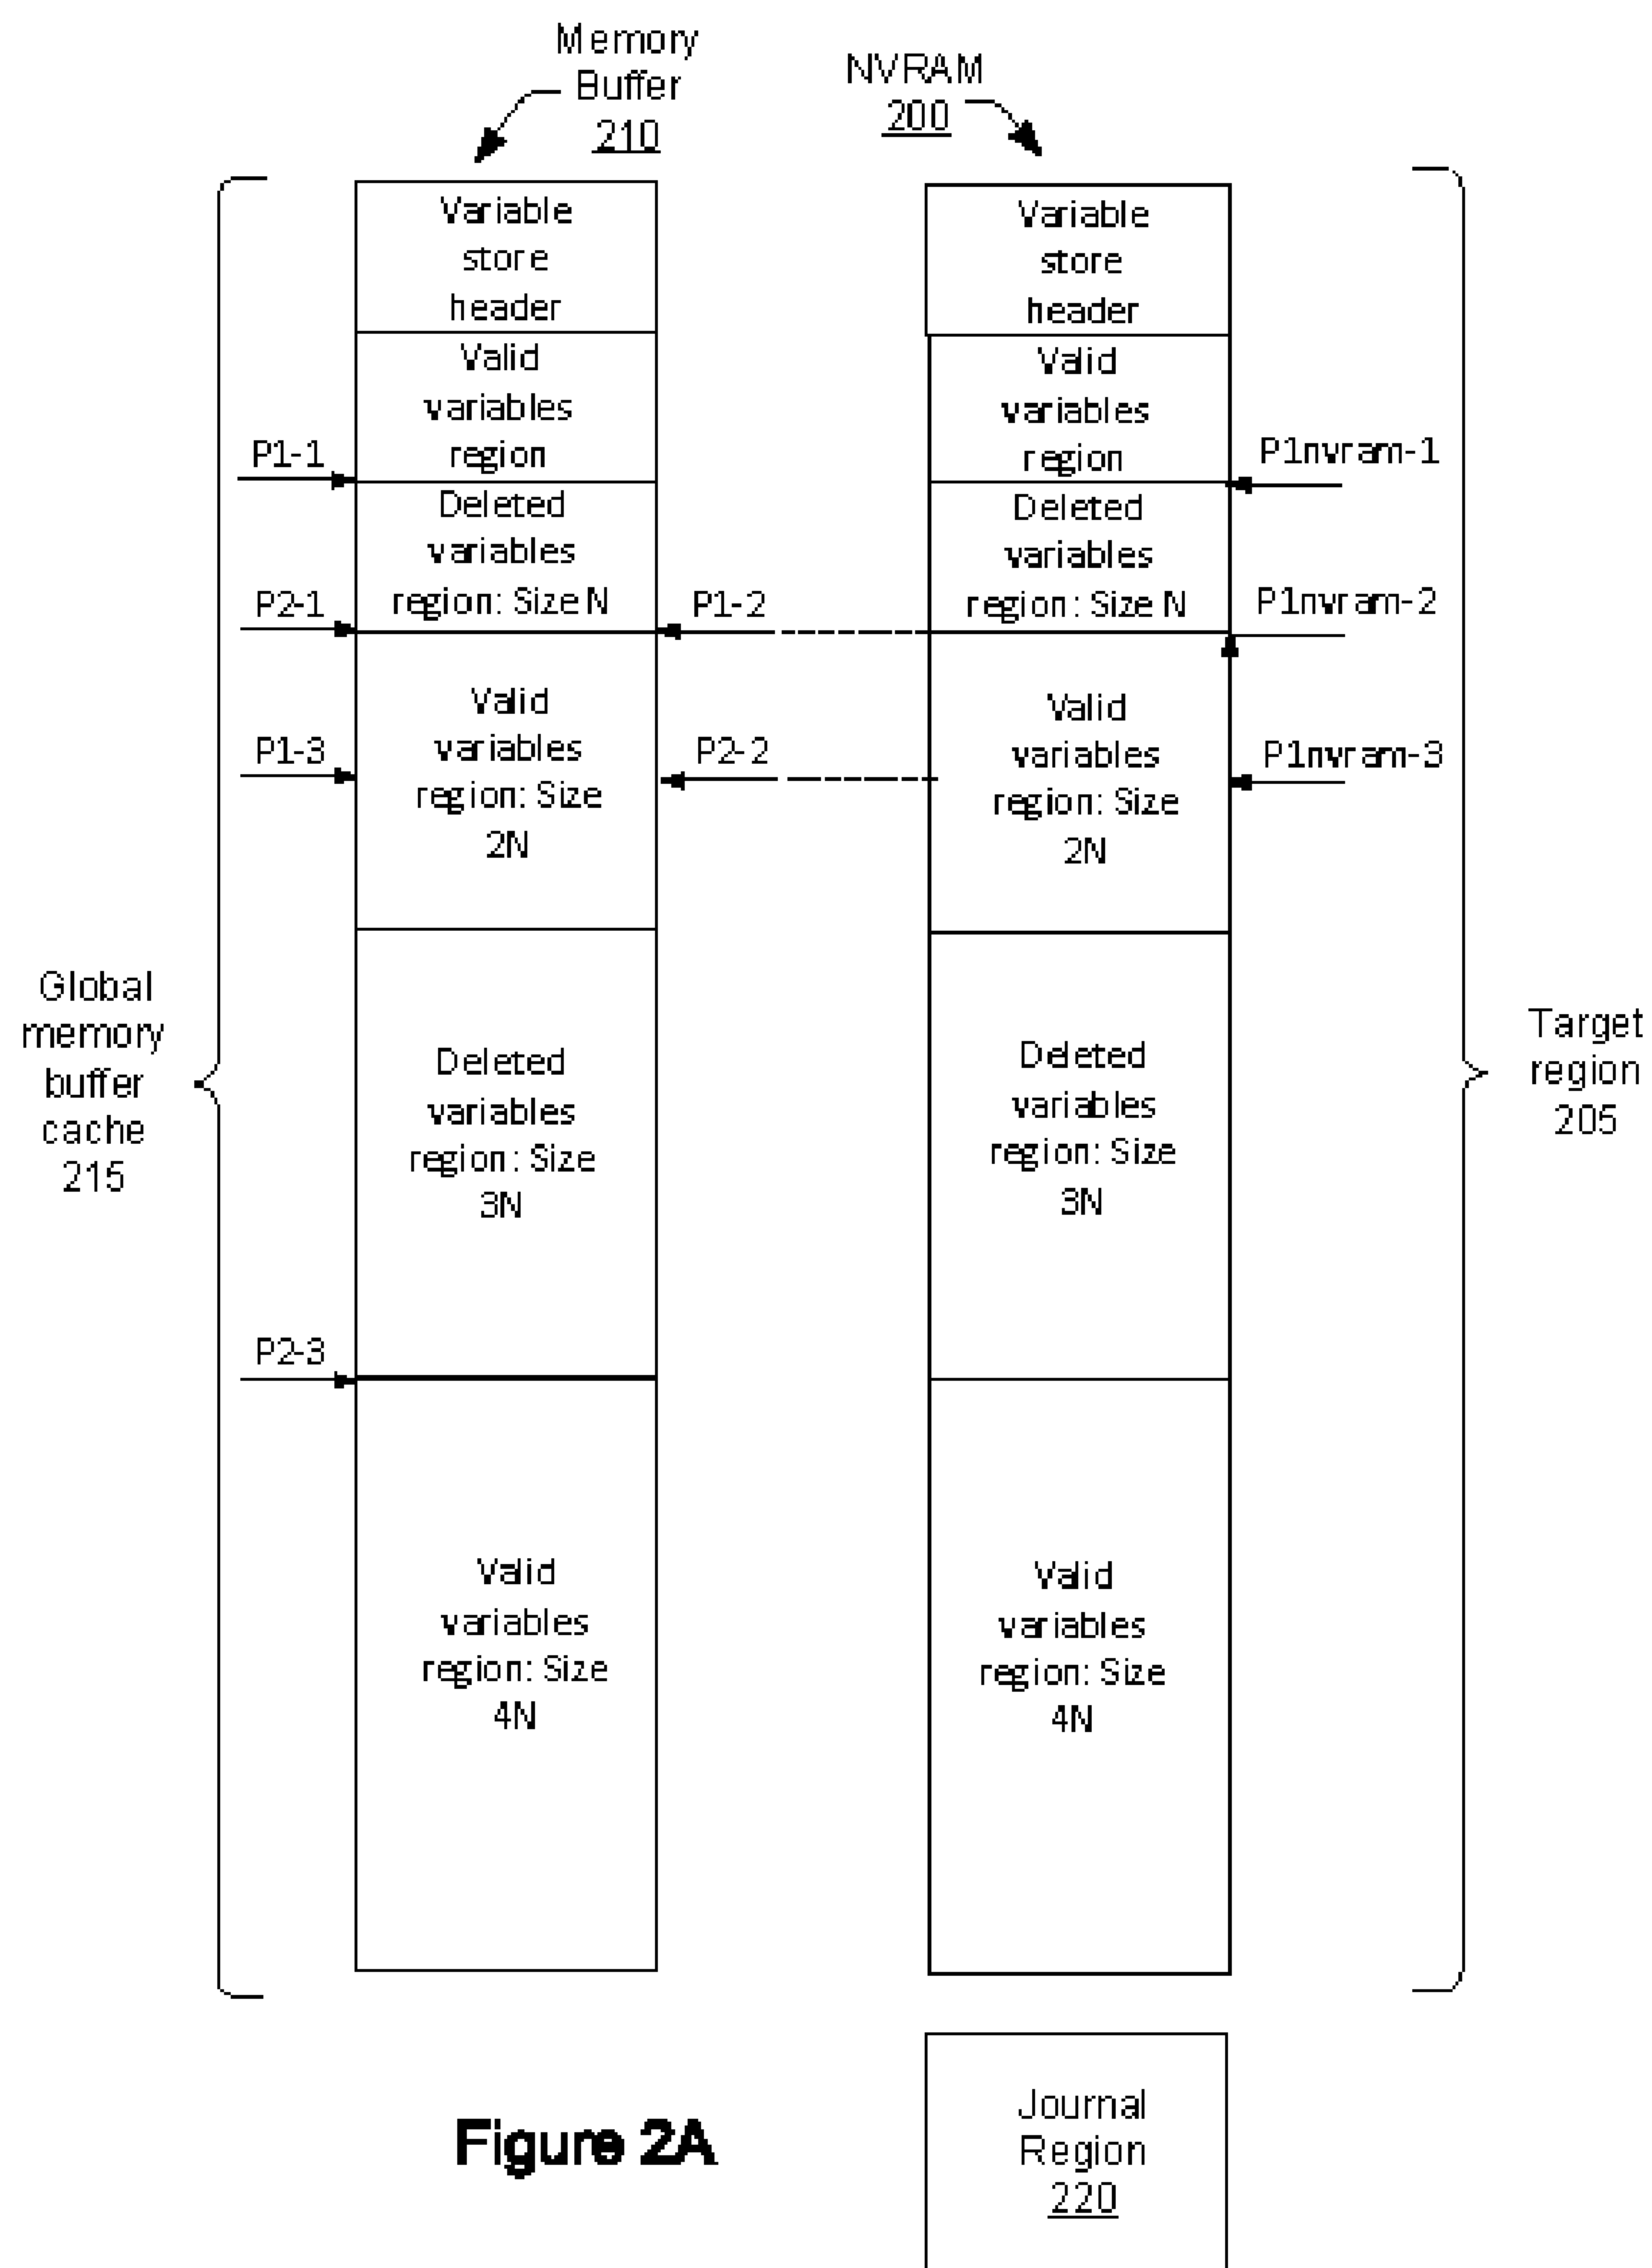 Memory
Buffer
210
NVRAM
200
Variable
store
header
Valid
variables
region
Deleted
variables
region: Size N
Valid
variables
region: Size
2N
Deleted
variables
region: Size
3N
Valid
variables
region: Size
4N
Variable
store
header
Valid
variables
region
Deleted
variables
region: Size N
Valid
variables
region: Size
2N
Deleted
variables
region: Size
3N
Valid
variables
region: Size
4N
P1-1
P2-1
P1-3
P2-3
P1-2
P2-2
P1nvram-1
P1nvram-2
P1nvram-3
Global
memory
buffer
cache
215
Target
region
205
Journal
Region
220
Figure 2A